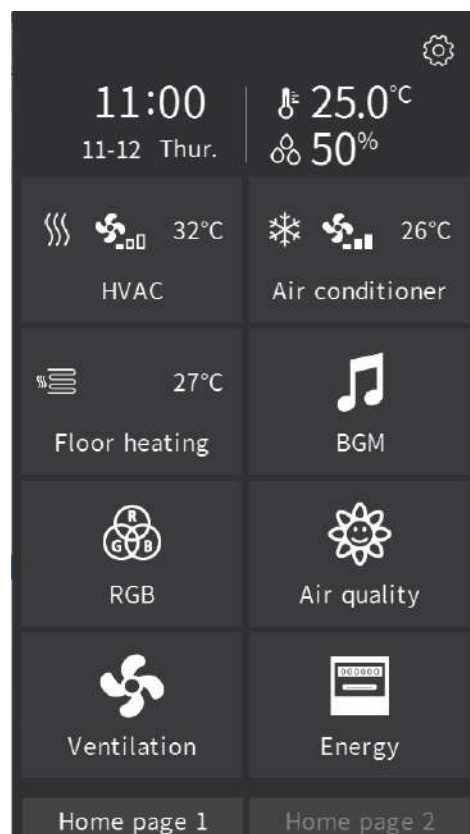 11:00
25.0°C
11-12 Thur.
50%
32°C
26°C
HVAC
Air conditioner
27°C
Floor heating
BGM
R
G B
RGB
Air quality
000000
Ventilation
Energy
Home page 1
Home page 2